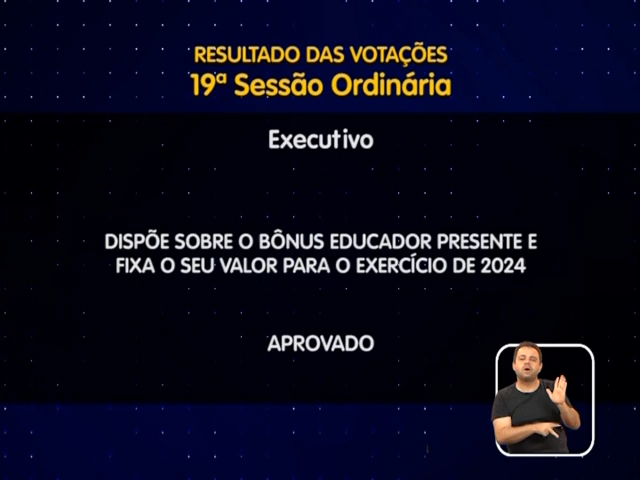 RESULTADO DAS VOTAÇÕES
19ª Sessão Ordinária
Executivo
DISPÕE SOBRE O BÔNUS EDUCADOR PRESENTE E
FIXA O SEU VALOR PARA O EXERCÍCIO DE 2024
APROVADO